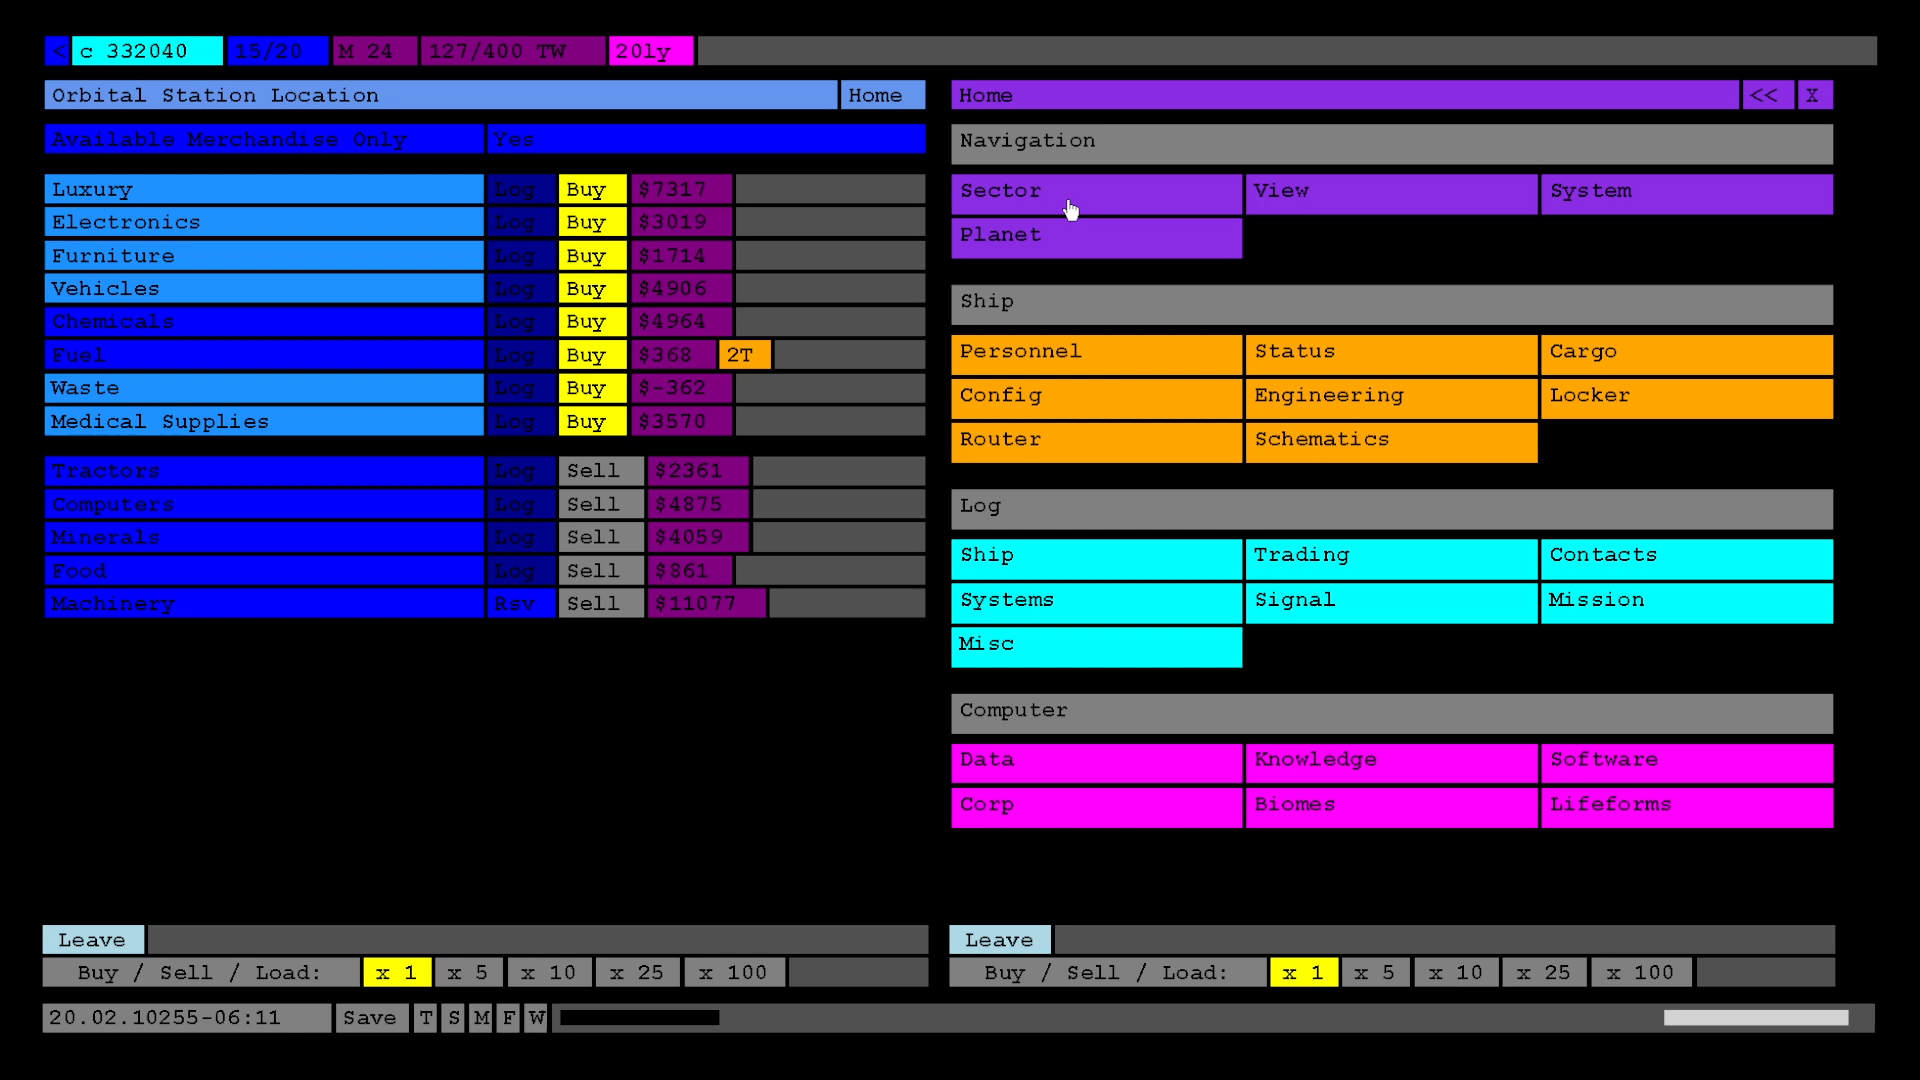 < c 332040 15/20 M 24 127/400 TW 20ly
Orbital Station Location Home
Available Merchandise Only Yes
Luxury Log Buy $7317
Electronics Log Buy $3019
Furniture Log Buy $1714
Vehicles Log Buy $4906
Chemicals Log Buy $4964
Fuel Log Buy $368 2T
Waste Log Buy $-362
Medical Supplies Log Buy $3570
Tractors Log Sell $2361
Computers Log Sell $4875
Minerals Log Sell $4059
Food Log Sell $861
Machinery Rsv Sell $11077
Leave
Buy / Sell / Load: x 1 x 5 x 10 x 25 x 100
Home << X
Navigation
Sector View System
Planet
Ship
Personnel Status Cargo
Config Engineering Locker
Router Schematics
Log
Ship Trading Contacts
Systems Signal Mission
Misc
Computer
Data Knowledge Software
Corp Biomes Lifeforms
Leave
Buy / Sell / Load: x 1 x 5 x 10 x 25 x 100
20.02.10255-06:11 Save T S M F W